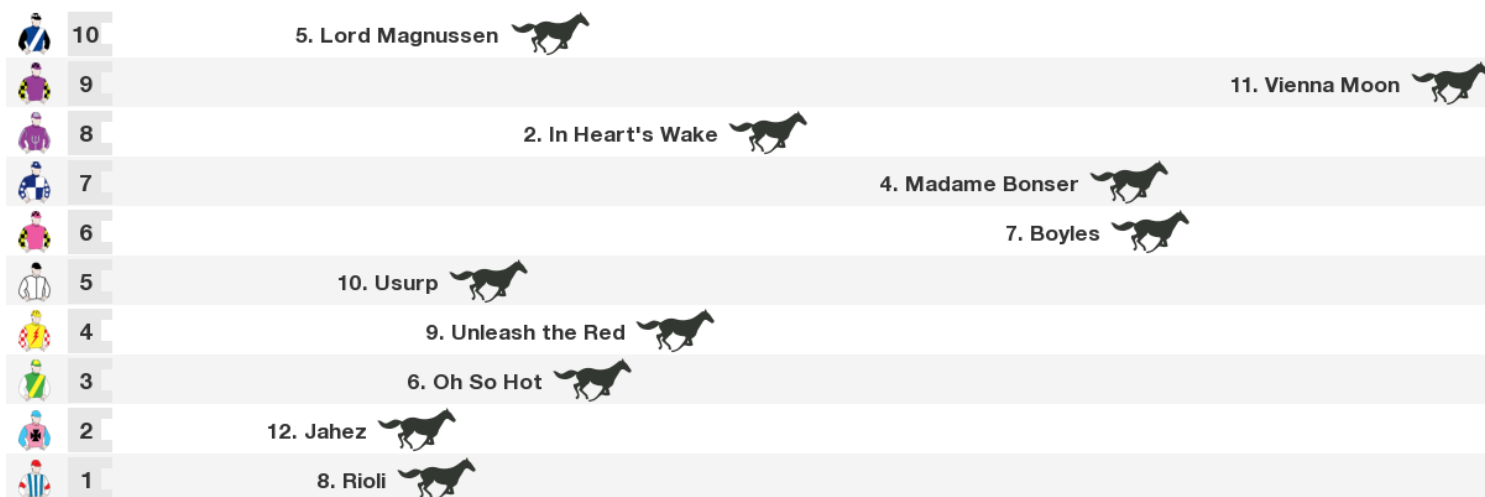 10 5. Lord Magnussen
9 11. Vienna Moon
8 2. In Heart's Wake
7 4. Madame Bonser
6 7. Boyles
5 10. Usurp
4 9. Unleash the Red
3 6. Oh So Hot
2 12. Jahez
1 8. Rioli